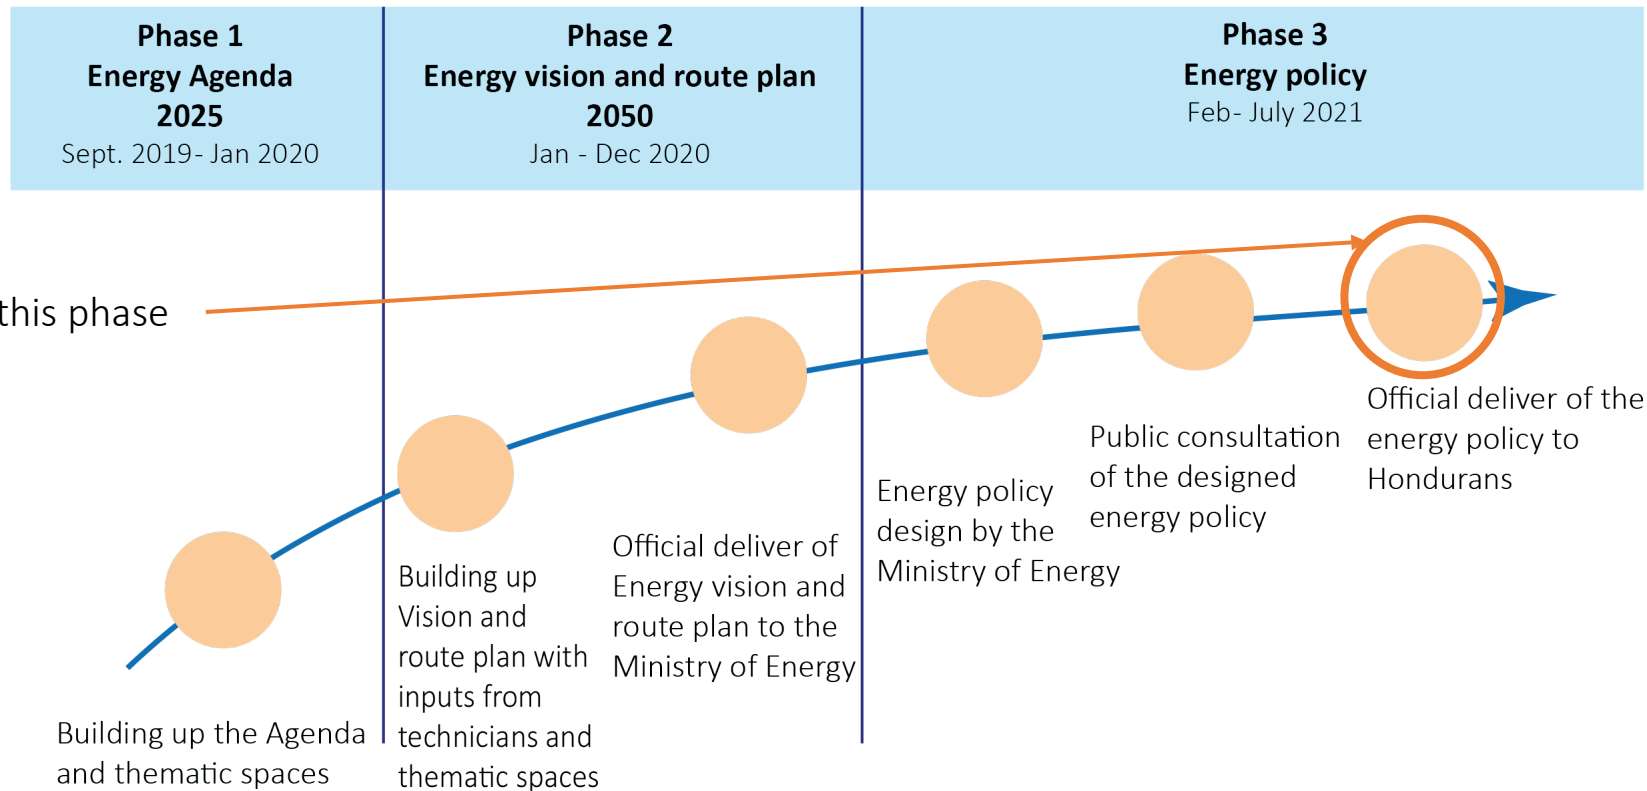 Phase 1
Energy Agenda
2025
Sept. 2019- Jan 2020
Phase 2
Energy vision and route plan
2050
Jan - Dec 2020
Phase 3
Energy policy
Feb- July 2021
this phase
Building up the Agenda
and thematic spaces
Building up
Vision and
route plan with
inputs from
technicians and
thematic spaces
Official deliver of
Energy vision and
route plan to the
Ministry of Energy
Energy policy
design by the
Ministry of Energy
Public consultation
of the designed
energy policy
Official deliver of the
energy policy to
Hondurans